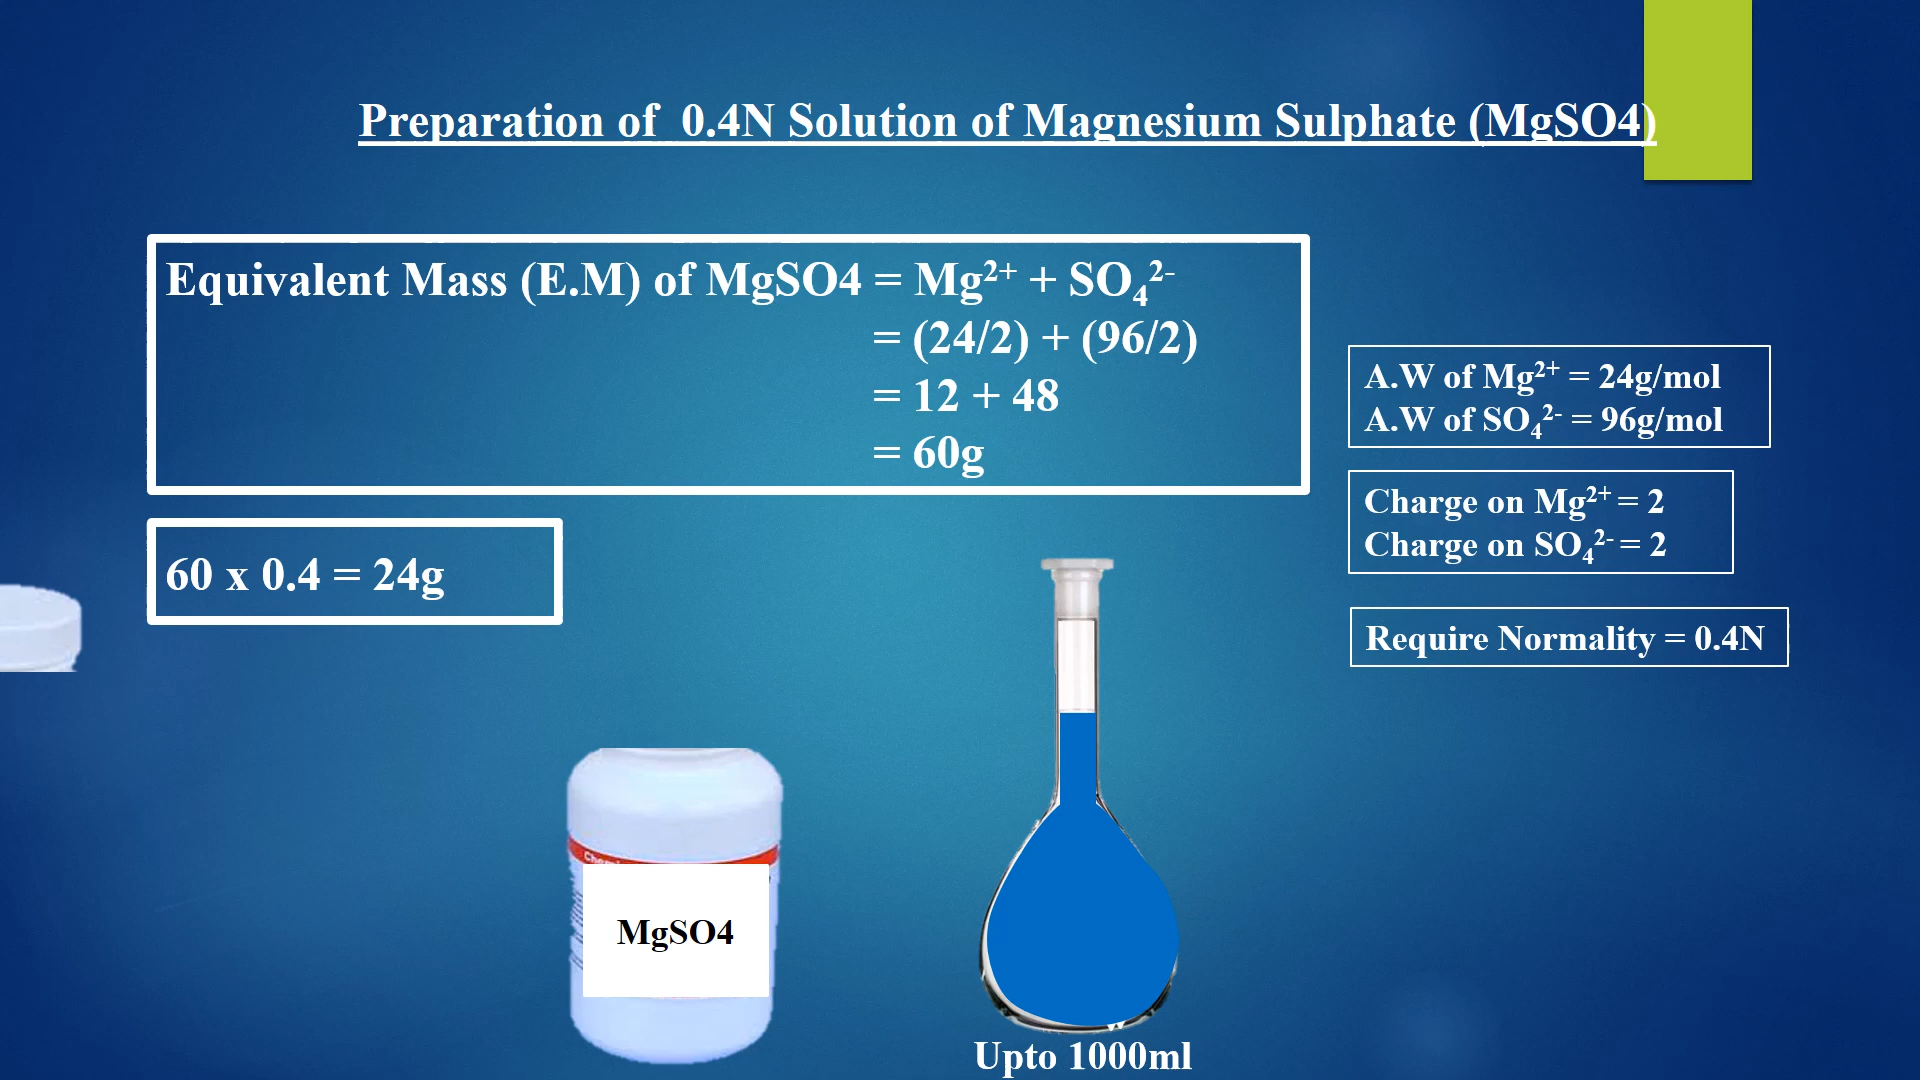 Preparation of 0.4N Solution of Magnesium Sulphate (MgSO4)
Equivalent Mass (E.M) of MgSO4 = Mg²⁺ + SO₄²⁻
= (24/2) + (96/2)
= 12 + 48
= 60g
60 x 0.4 = 24g
A.W of Mg²⁺ = 24g/mol
A.W of SO₄²⁻ = 96g/mol
Charge on Mg²⁺ = 2
Charge on SO₄²⁻ = 2
Require Normality = 0.4N
MgSO4
Upto 1000ml